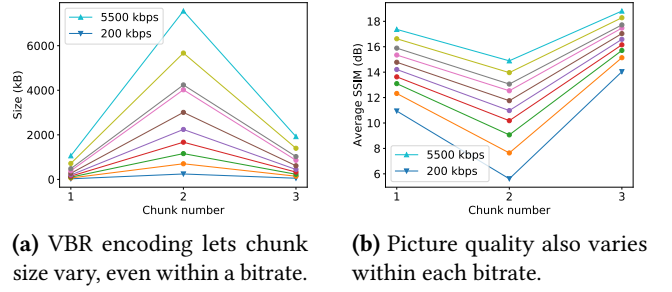 5500 kbps
200 kbps
6000
4000
2000
0
Size (kB)
1 2 3
Chunk number
18
16
14
12
10
8
6
Average SSIM (dB)
5500 kbps
200 kbps
1 2 3
Chunk number
(a) VBR encoding lets chunk
size vary, even within a bitrate.
(b) Picture quality also varies
within each bitrate.